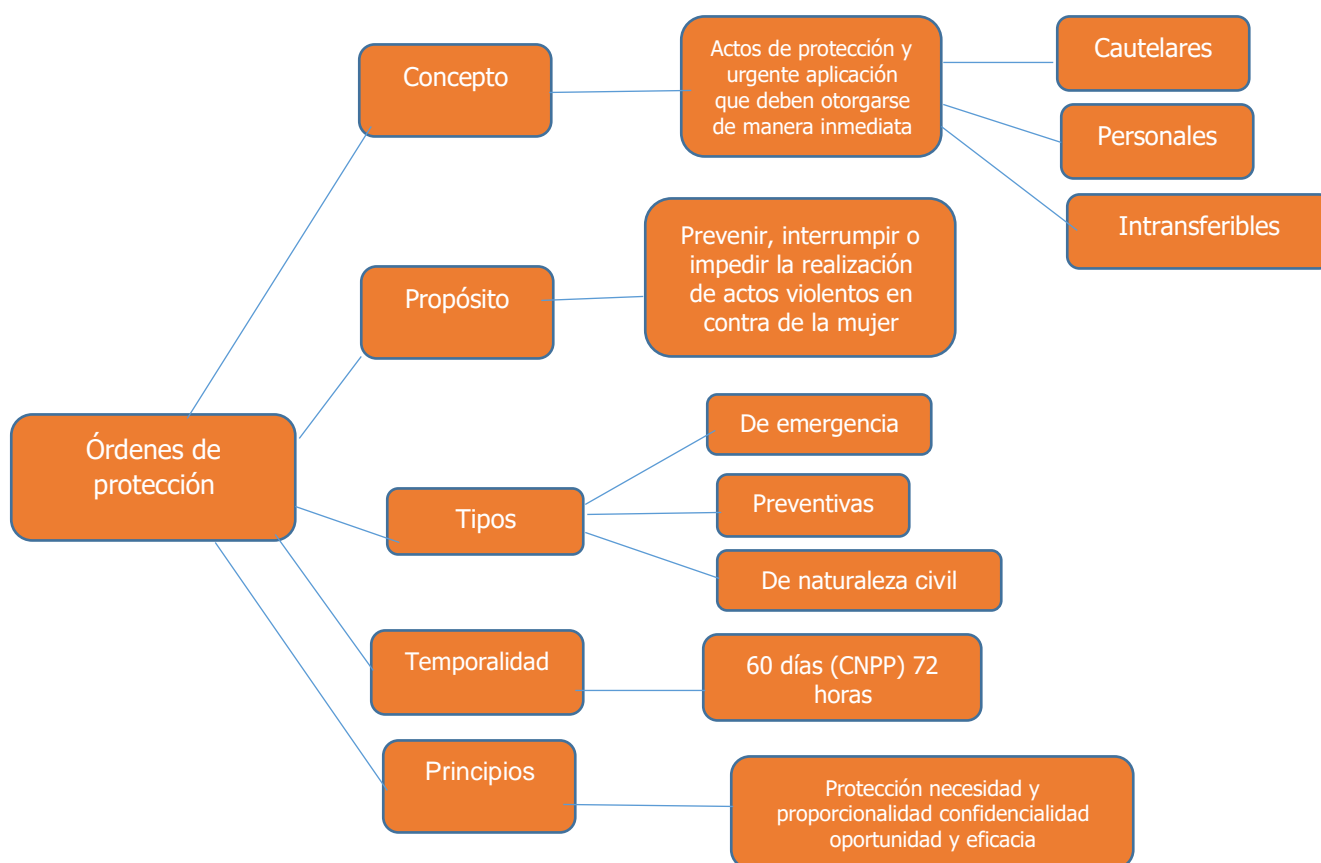 Órdenes de
protección
Concepto
Actos de protección y
urgente aplicación
que deben otorgarse
de manera inmediata
Cautelares
Personales
Intransferibles
Propósito
Prevenir, interrumpir o
impedir la realización
de actos violentos en
contra de la mujer
Tipos
De emergencia
Preventivas
De naturaleza civil
Temporalidad
60 días (CNPP) 72
horas
Principios
Protección necesidad y
proporcionalidad confidencialidad
oportunidad y eficacia